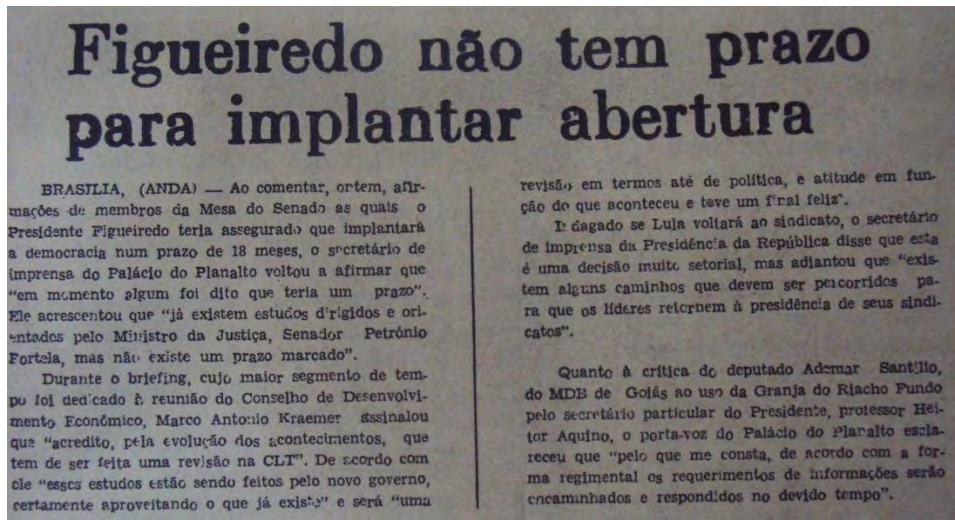 Figueiredo não tem prazo
para implantar abertura
BRASILIA, (ANDA) — Ao comentar, ortem, afir-
mações de membros da Mesa do Senado as quais o
Presidente Figueiredo teria assegurado que implantará
a democracia num prazo de 18 meses, o secretário de
imprensa do Palácio do Planalto voltou a afirmar que
"em momento algum foi dito que teria um prazo".
Ele acrescentou que "já existem estudos d'rigidos e ori-
entados pelo Ministro da Justiça, Senador Petrônio
Fortela, mas não existe um prazo marcado".
Durante o briefing, cujo maior segmento de tem-
po foi dedicado à reunião do Conselho de Desenvolvi-
mento Econômico, Marco Antonio Kraemer assinalou
que "acredito, pela evolução dos acontecimentos, que
tem de ser feita uma revisão na CLT". De acordo com
ele "esses estudos estão sendo feitos pelo novo governo,
certamente aproveitando o que já existe" e será "uma
revisão em termos até de política, e atitude em fun-
ção do que aconteceu e teve um final feliz".
Indagado se Lula voltará ao sindicato, o secretário
de imprensa da Presidência da República disse que esta
é uma decisão muito setorial, mas adiantou que "exis-
tem alguns caminhos que devem ser percorridos pa-
ra que os líderes retornem à presidência de seus sindi-
catos".
Quanto à crítica do deputado Ademar Santillo,
do MDB de Goiás ao uso da Granja do Riacho Fundo
pelo secretário particular do Presidente, professor Hei-
tor Aquino, o porta-voz do Palácio do Planalto escla-
receu que "pelo que me consta, de acordo com a for-
ma regimental os requerimentos de informações serão
encaminhados e respondidos no devido tempo".